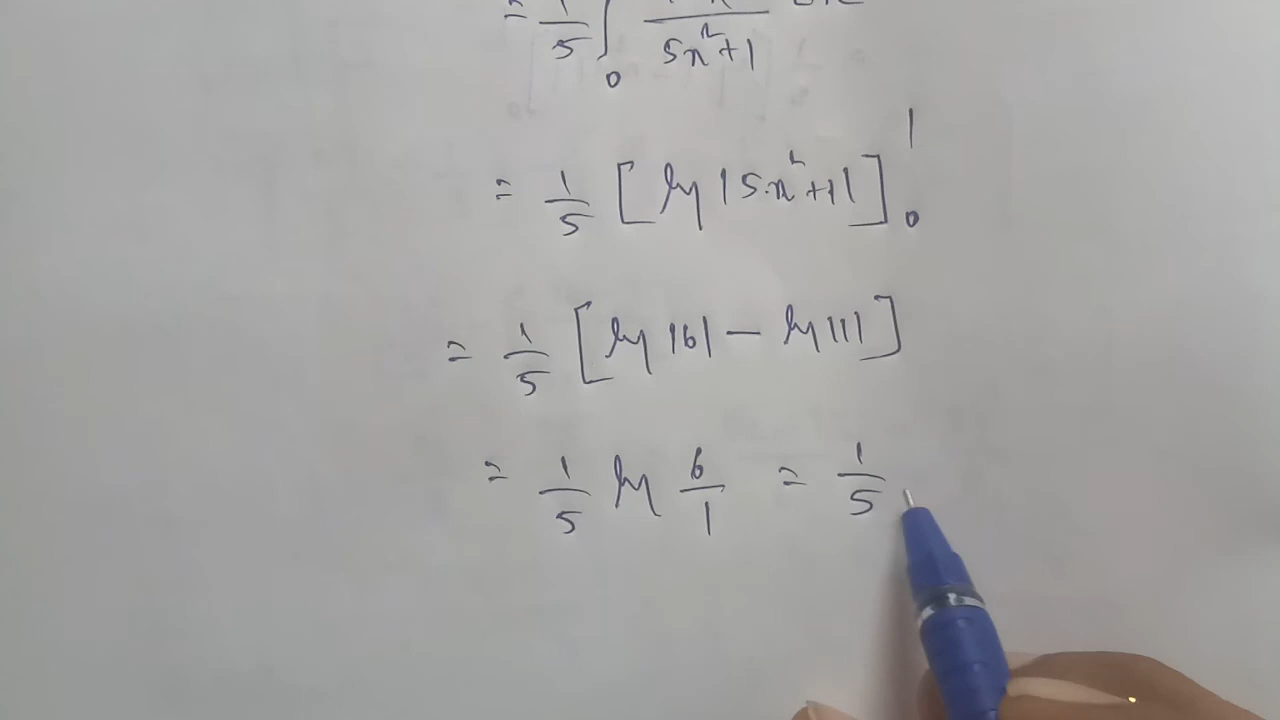 = 1/5 ∫₀ / 5x²+1
= 1/5 [ln |5x²+1|]₀¹
= 1/5 [ln |6| − ln |1|]
= 1/5 ln 6/1 = 1/5